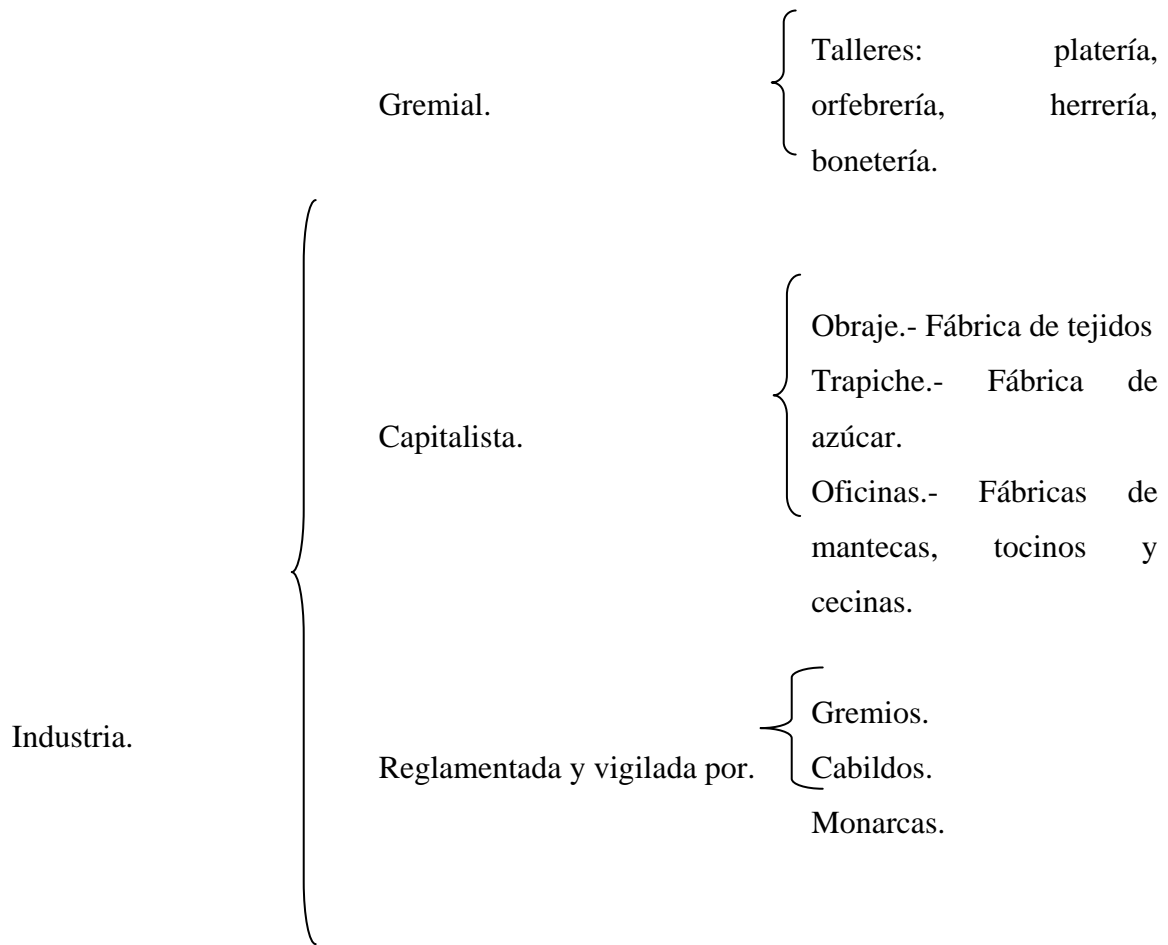 Gremial.
Talleres: platería,
orfebrería, herrería,
bonetería.
Capitalista.
Obraje.- Fábrica de tejidos
Trapiche.- Fábrica de
azúcar.
Oficinas.- Fábricas de
mantecas, tocinos y
cecinas.
Industria.
Reglamentada y vigilada por.
Gremios.
Cabildos.
Monarcas.